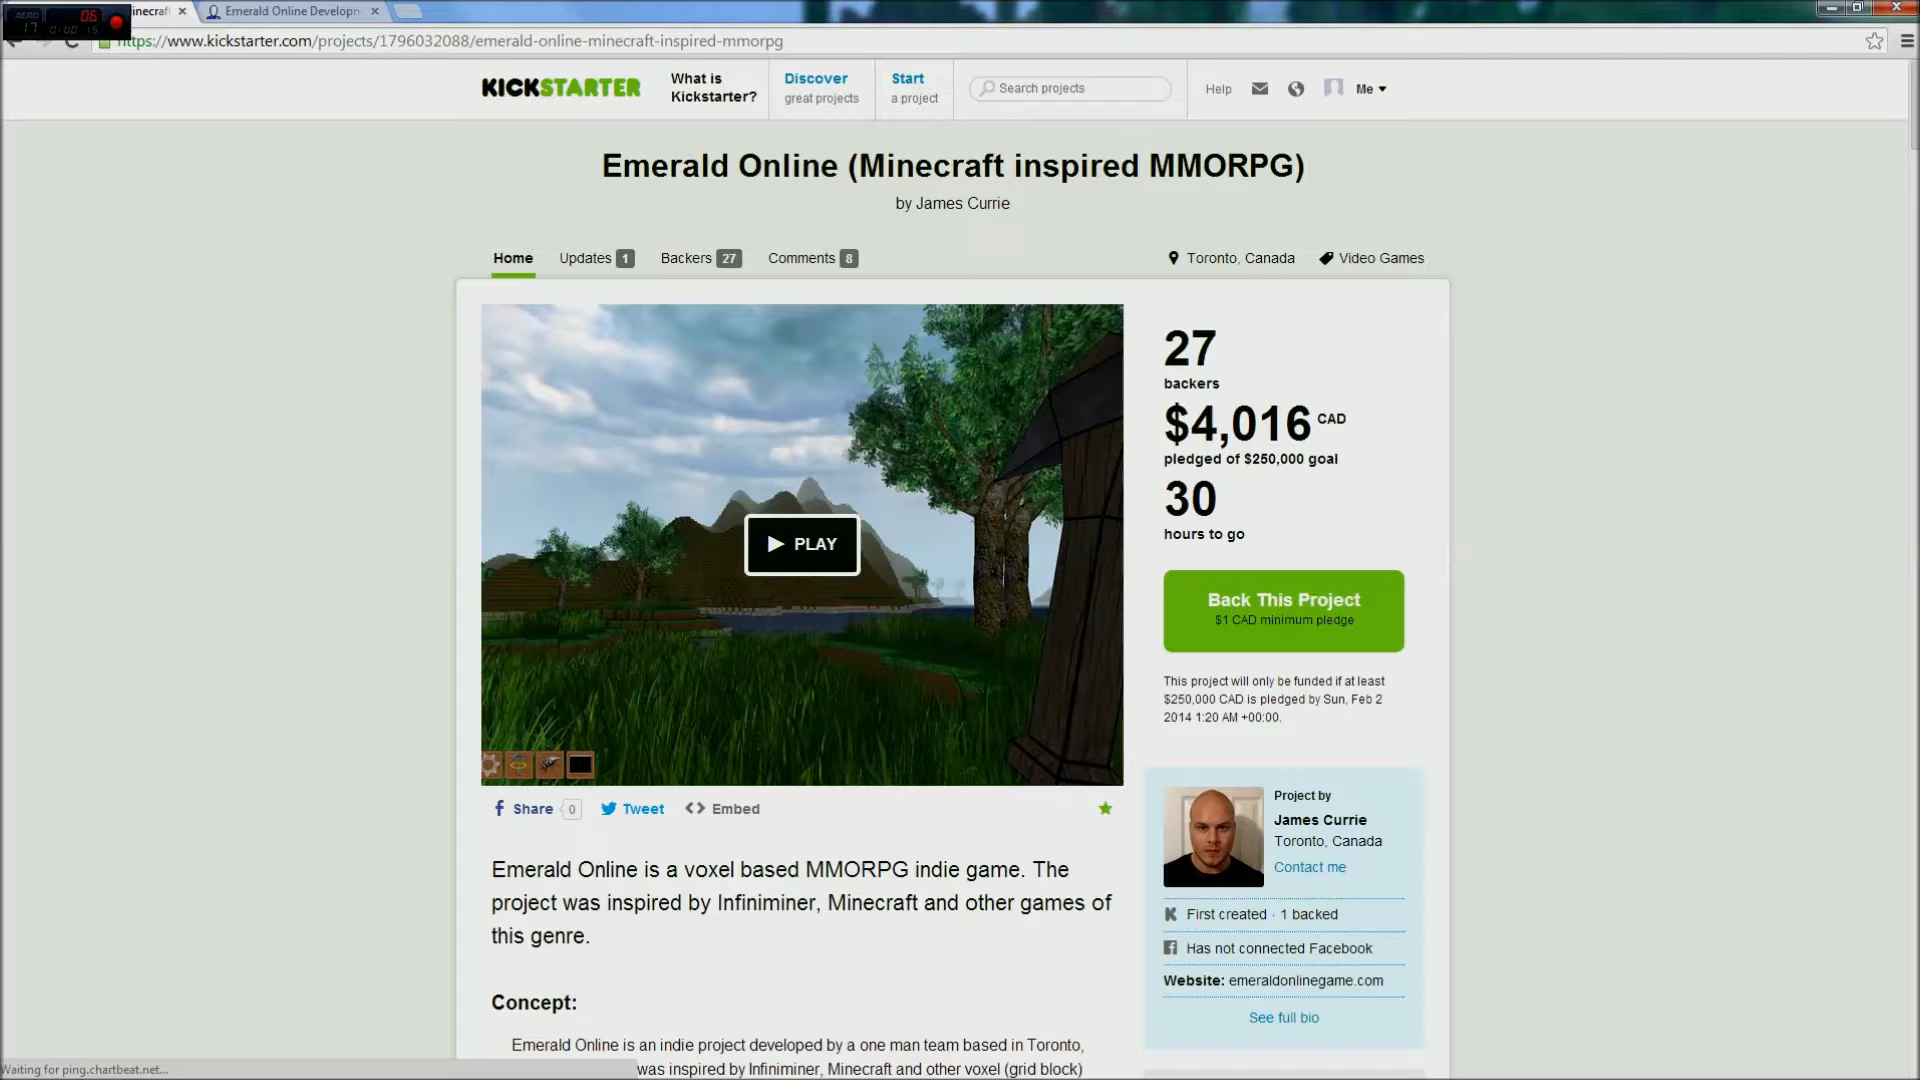 inecraft
Emerald Online Developm
https://www.kickstarter.com/projects/1796032088/emerald-online-minecraft-inspired-mmorpg
KICKSTARTER
What is
Kickstarter?
Discover
great projects
Start
a project
Search projects
Help
Me
Emerald Online (Minecraft inspired MMORPG)
by James Currie
Home
Updates 1
Backers 27
Comments 8
Toronto, Canada
Video Games
PLAY
27
backers
$4,016 CAD
pledged of $250,000 goal
30
hours to go
Back This Project
$1 CAD minimum pledge
This project will only be funded if at least
$250,000 CAD is pledged by Sun, Feb 2
2014 1:20 AM +00:00.
Share 0
Tweet
Embed
Emerald Online is a voxel based MMORPG indie game. The
project was inspired by Infiniminer, Minecraft and other games of
this genre.
Concept:
Emerald Online is an indie project developed by a one man team based in Toronto,
was inspired by Infiniminer, Minecraft and other voxel (grid block)
Project by
James Currie
Toronto, Canada
Contact me
First created · 1 backed
Has not connected Facebook
Website: emeraldonlinegame.com
See full bio
Waiting for ping.chartbeat.net...